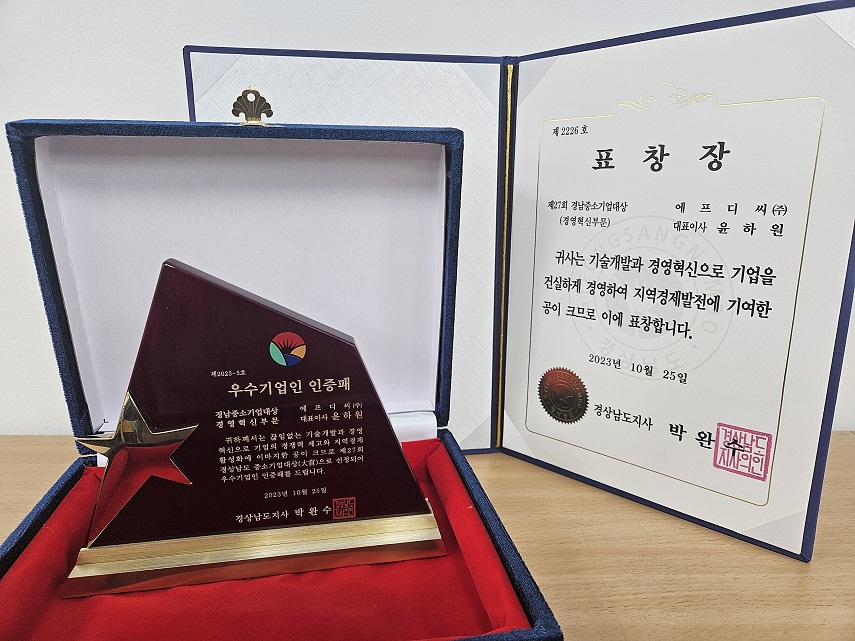 제2023-5호
우수기업인 인증패
경남중소기업대상 에프디씨(주)
경영혁신부문 대표이사 윤하원
귀하께서는 끊임없는 기술개발과 경영
혁신으로 기업의 경쟁력 제고와 지역경제
활성화에 이바지한 공이 크므로 제27회
경상남도 중소기업대상(大賞)으로 선정되어
우수기업인 인증패를 드립니다.
2023년 10월 25일
경상남도지사 박완수
제 2226 호
표 창 장
제27회 경남중소기업대상 에 프 디 씨 (주)
(경영혁신부문) 대표이사 윤 하 원
귀사는 기술개발과 경영혁신으로 기업을
건실하게 경영하여 지역경제발전에 기여한
공이 크므로 이에 표창합니다.
2023년 10월 25일
경상남도지사 박 완 수
경상남도